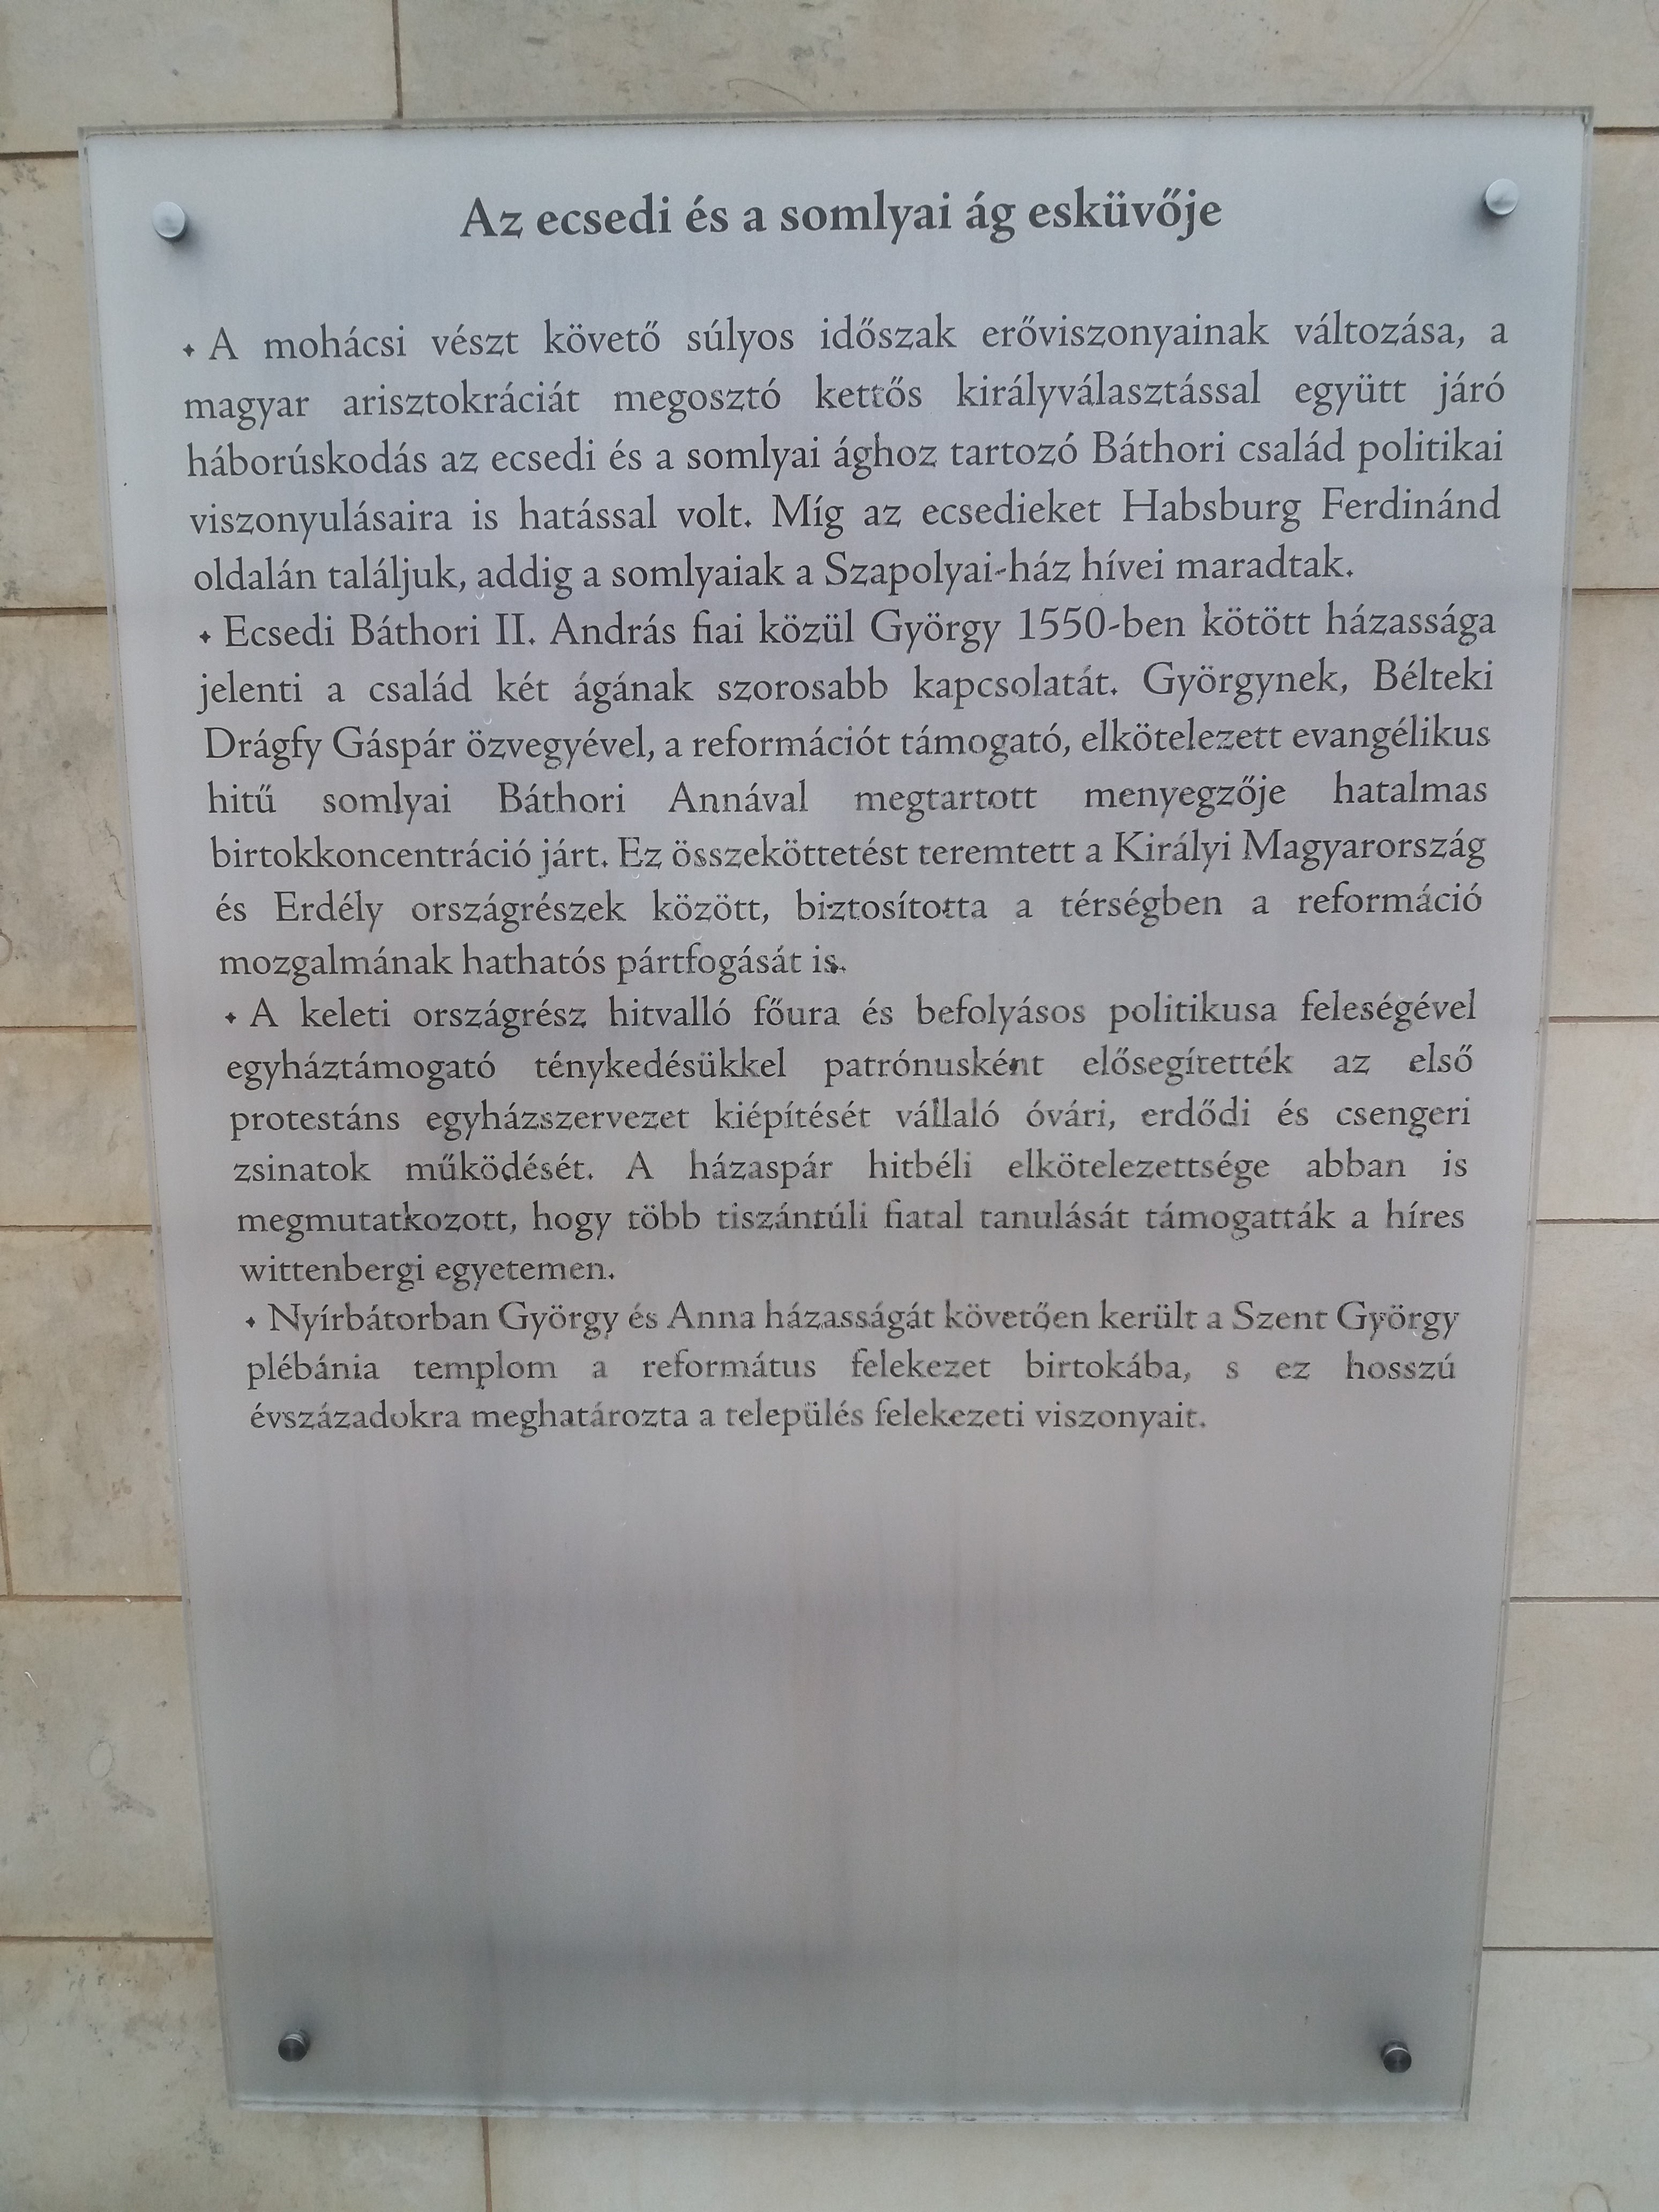 Az ecsedi és a somlyai ág esküvője
✦ A mohácsi vészt követő súlyos időszak erőviszonyainak változása, a
magyar arisztokráciát megosztó kettős királyválasztással együtt járó
háborúskodás az ecsedi és a somlyai ághoz tartozó Báthori család politikai
viszonyulásaira is hatással volt. Míg az ecsedieket Habsburg Ferdinánd
oldalán találjuk, addig a somlyaiak a Szapolyai-ház hívei maradtak.
✦ Ecsedi Báthori II. András fiai közül György 1550-ben kötött házassága
jelenti a család két ágának szorosabb kapcsolatát. Györgynek, Bélteki
Drágfy Gáspár özvegyével, a reformációt támogató, elkötelezett evangélikus
hitű somlyai Báthori Annával megtartott menyegzője hatalmas
birtokkoncentráció járt. Ez összeköttetést teremtett a Királyi Magyarország
és Erdély országrészek között, biztosította a térségben a reformáció
mozgalmának hathatós pártfogását is.
✦ A keleti országrész hitvalló főura és befolyásos politikusa feleségével
egyháztámogató ténykedésükkel patrónusként elősegítették az első
protestáns egyházszervezet kiépítését vállaló óvári, erdődi és csengeri
zsinatok működését. A házaspár hitbéli elkötelezettsége abban is
megmutatkozott, hogy több tiszántúli fiatal tanulását támogatták a híres
wittenbergi egyetemen.
✦ Nyírbátorban György és Anna házasságát követően került a Szent György
plébánia templom a református felekezet birtokába, s ez hosszú
évszázadokra meghatározta a település felekezeti viszonyait.